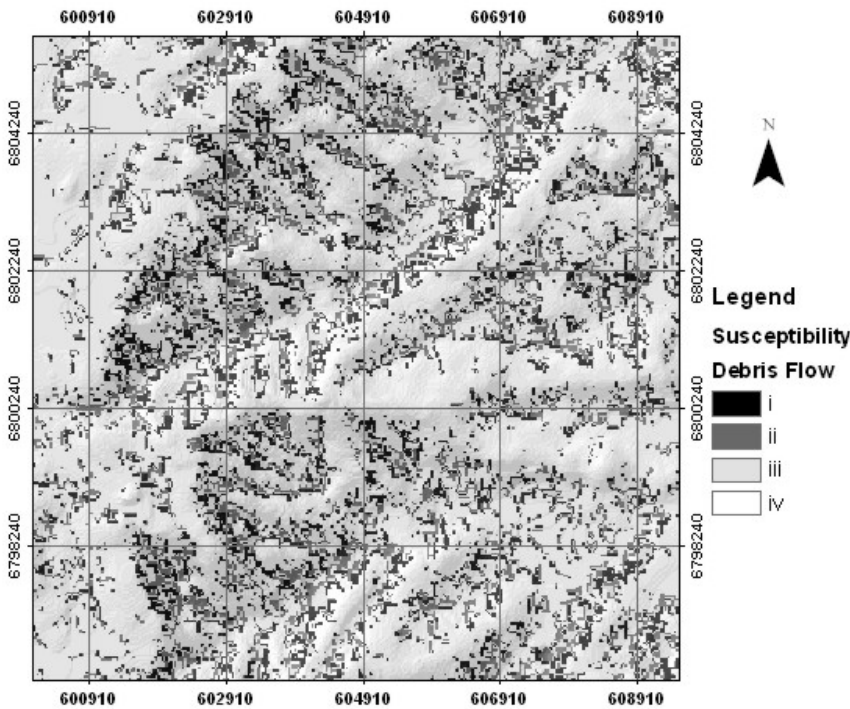 600910 602910 604910 606910 608910
6804240 6804240
N
6802240 6802240
Legend
Susceptibility
Debris Flow
i
6800240 6800240
ii
iii
iv
6798240 6798240
600910 602910 604910 606910 608910